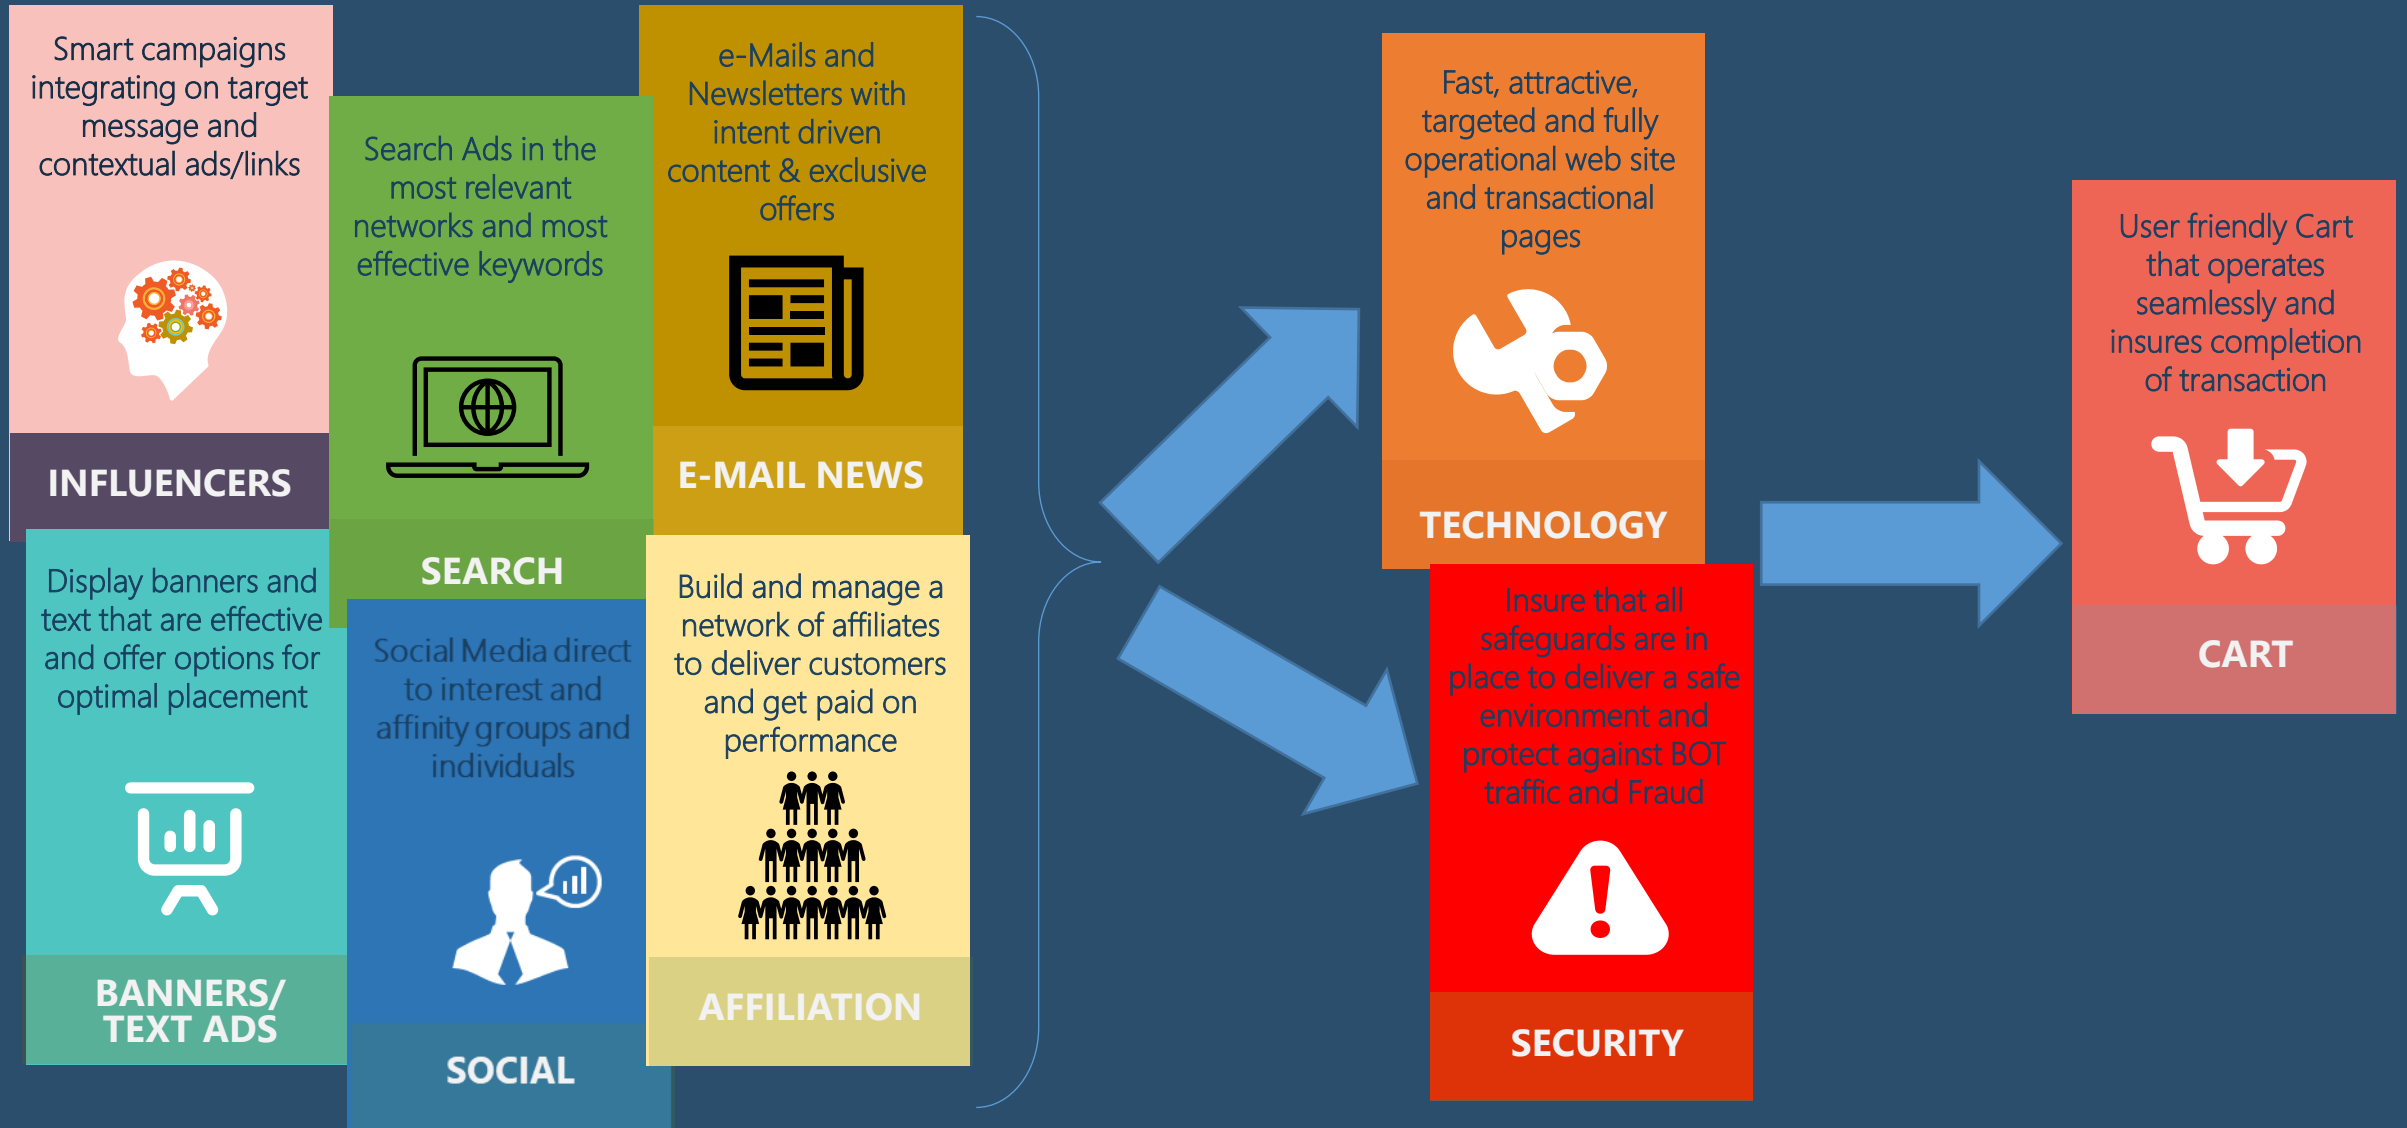 Smart campaigns
integrating on target
message and
contextual ads/links
INFLUENCERS
Search Ads in the
most relevant
networks and most
effective keywords
SEARCH
e-Mails and
Newsletters with
intent driven
content & exclusive
offers
E-MAIL NEWS
Display banners and
text that are effective
and offer options for
optimal placement
BANNERS/
TEXT ADS
Social Media direct
to interest and
affinity groups and
individuals
SOCIAL
Build and manage a
network of affiliates
to deliver customers
and get paid on
performance
AFFILIATION
Fast, attractive,
targeted and fully
operational web site
and transactional
pages
TECHNOLOGY
Insure that all
safeguards are in
place to deliver a safe
environment and
protect against BOT
traffic and Fraud
SECURITY
User friendly Cart
that operates
seamlessly and
insures completion
of transaction
CART